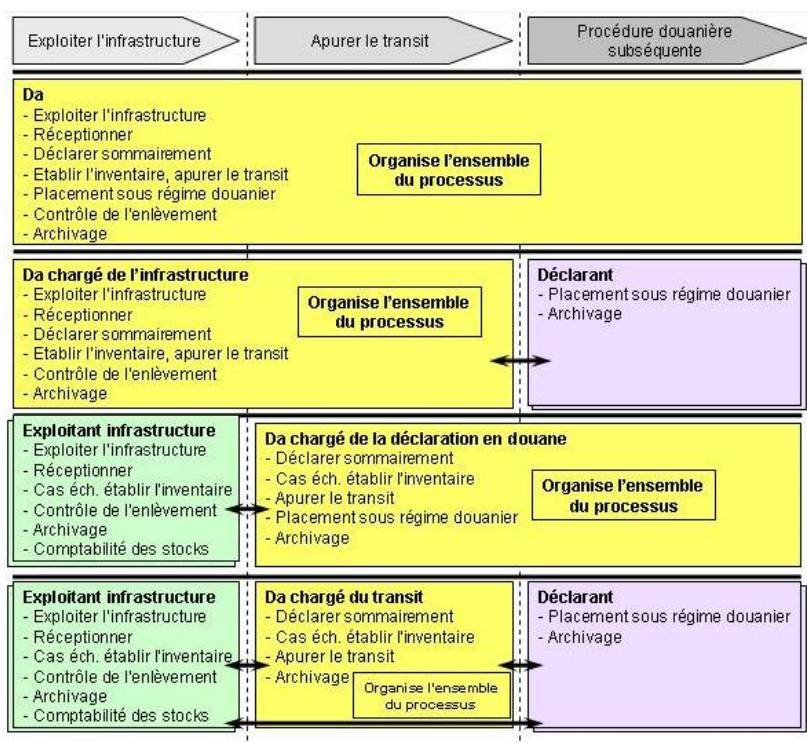 Exploiter l'infrastructure
Apurer le transit
Procédure douanière
subséquente
Da
- Exploiter l'infrastructure
- Réceptionner
- Déclarer sommairement
- Etablir l'inventaire, apurer le transit
- Placement sous régime douanier
- Contrôle de l'enlèvement
- Archivage
Organise l'ensemble
du processus
Da chargé de l'infrastructure
- Exploiter l'infrastructure
- Réceptionner
- Déclarer sommairement
- Etablir l'inventaire, apurer le transit
- Contrôle de l'enlèvement
- Archivage
Organise l'ensemble
du processus
Déclarant
- Placement sous régime douanier
- Archivage
Exploitant infrastructure
- Exploiter l'infrastructure
- Réceptionner
- Cas éch. établir l'inventaire
- Contrôle de l'enlèvement
- Archivage
- Comptabilité des stocks
Da chargé de la déclaration en douane
- Déclarer sommairement
- Cas éch. établir l'inventaire
- Apurer le transit
- Placement sous régime douanier
- Archivage
Organise l'ensemble
du processus
Exploitant infrastructure
- Exploiter l'infrastructure
- Réceptionner
- Cas éch. établir l'inventaire
- Contrôle de l'enlèvement
- Archivage
- Comptabilité des stocks
Da chargé du transit
- Déclarer sommairement
- Cas éch. établir l'inventaire
- Apurer le transit
- Archivage
Organise l'ensemble
du processus
Déclarant
- Placement sous régime douanier
- Archivage